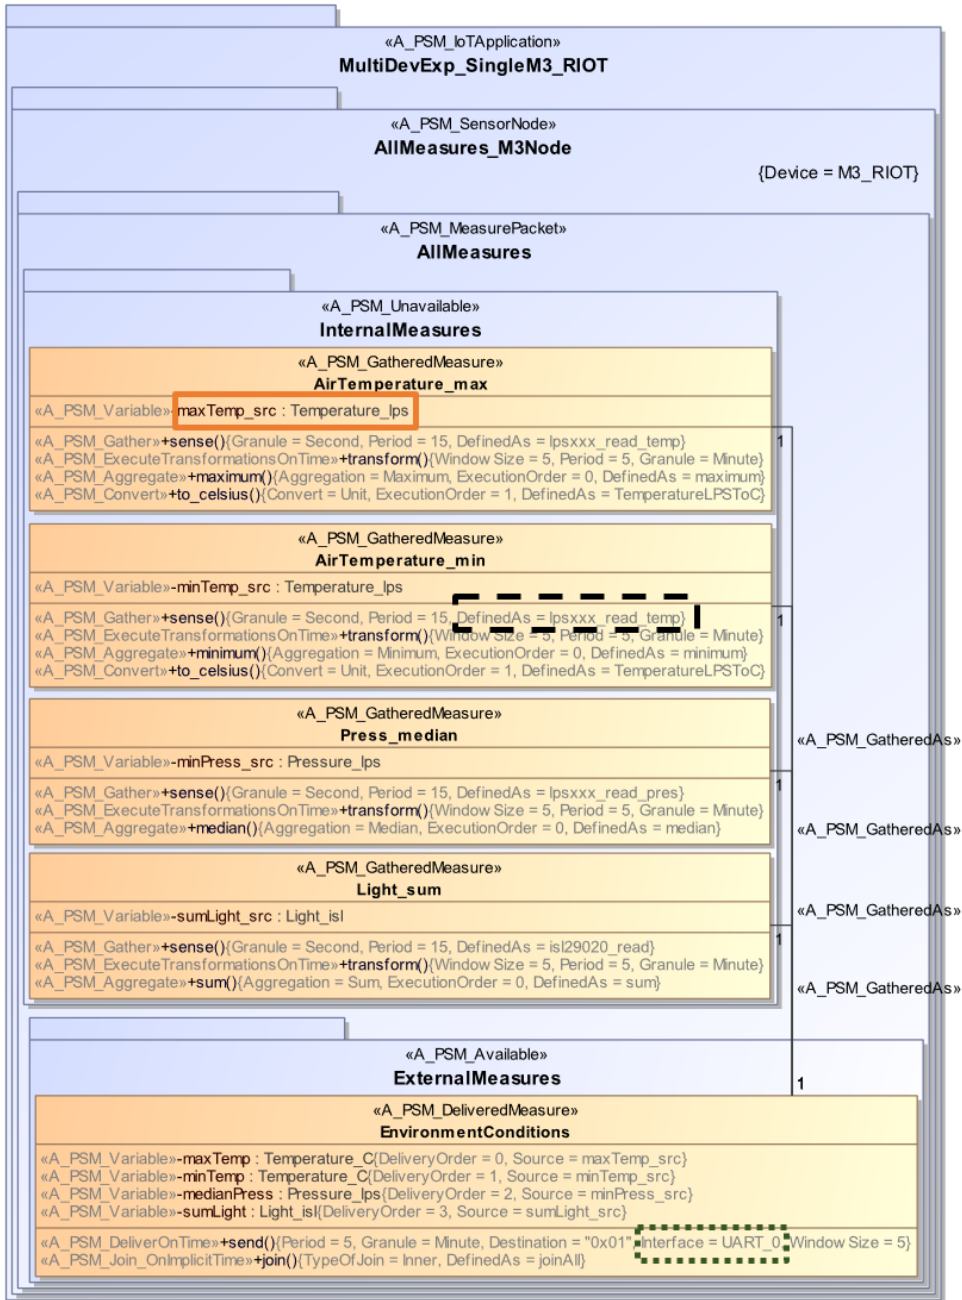 «A_PSM_IoTApplication»
MultiDevExp_SingleM3_RIOT
«A_PSM_SensorNode»
AllMeasures_M3Node
{Device = M3_RIOT}
«A_PSM_MeasurePacket»
AllMeasures
«A_PSM_Unavailable»
InternalMeasures
«A_PSM_GatheredMeasure»
AirTemperature_max
«A_PSM_Variable»-maxTemp_src : Temperature_lps
«A_PSM_Gather»+sense(){Granule = Second, Period = 15, DefinedAs = lpsxxx_read_temp}
«A_PSM_ExecuteTransformationsOnTime»+transform(){Window Size = 5, Period = 5, Granule = Minute}
«A_PSM_Aggregate»+maximum(){Aggregation = Maximum, ExecutionOrder = 0, DefinedAs = maximum}
«A_PSM_Convert»+to_celsius(){Convert = Unit, ExecutionOrder = 1, DefinedAs = TemperatureLPSToC}
1
«A_PSM_GatheredMeasure»
AirTemperature_min
«A_PSM_Variable»-minTemp_src : Temperature_lps
«A_PSM_Gather»+sense(){Granule = Second, Period = 15, DefinedAs = lpsxxx_read_temp}
«A_PSM_ExecuteTransformationsOnTime»+transform(){Window Size = 5, Period = 5, Granule = Minute}
«A_PSM_Aggregate»+minimum(){Aggregation = Minimum, ExecutionOrder = 0, DefinedAs = minimum}
«A_PSM_Convert»+to_celsius(){Convert = Unit, ExecutionOrder = 1, DefinedAs = TemperatureLPSToC}
1
«A_PSM_GatheredMeasure»
Press_median
«A_PSM_Variable»-minPress_src : Pressure_lps
«A_PSM_Gather»+sense(){Granule = Second, Period = 15, DefinedAs = lpsxxx_read_pres}
«A_PSM_ExecuteTransformationsOnTime»+transform(){Window Size = 5, Period = 5, Granule = Minute}
«A_PSM_Aggregate»+median(){Aggregation = Median, ExecutionOrder = 0, DefinedAs = median}
1
«A_PSM_GatheredMeasure»
Light_sum
«A_PSM_Variable»-sumLight_src : Light_isl
«A_PSM_Gather»+sense(){Granule = Second, Period = 15, DefinedAs = isl29020_read}
«A_PSM_ExecuteTransformationsOnTime»+transform(){Window Size = 5, Period = 5, Granule = Minute}
«A_PSM_Aggregate»+sum(){Aggregation = Sum, ExecutionOrder = 0, DefinedAs = sum}
1
«A_PSM_GatheredAs»
«A_PSM_GatheredAs»
«A_PSM_GatheredAs»
«A_PSM_GatheredAs»
1
«A_PSM_Available»
ExternalMeasures
«A_PSM_DeliveredMeasure»
EnvironmentConditions
«A_PSM_Variable»-maxTemp : Temperature_C{DeliveryOrder = 0, Source = maxTemp_src}
«A_PSM_Variable»-minTemp : Temperature_C{DeliveryOrder = 1, Source = minTemp_src}
«A_PSM_Variable»-medianPress : Pressure_lps{DeliveryOrder = 2, Source = minPress_src}
«A_PSM_Variable»-sumLight : Light_isl{DeliveryOrder = 3, Source = sumLight_src}
«A_PSM_DeliverOnTime»+send(){Period = 5, Granule = Minute, Destination = "0x01", Interface = UART_0, Window Size = 5}
«A_PSM_Join_OnImplicitTime»+join(){TypeOfJoin = Inner, DefinedAs = joinAll}